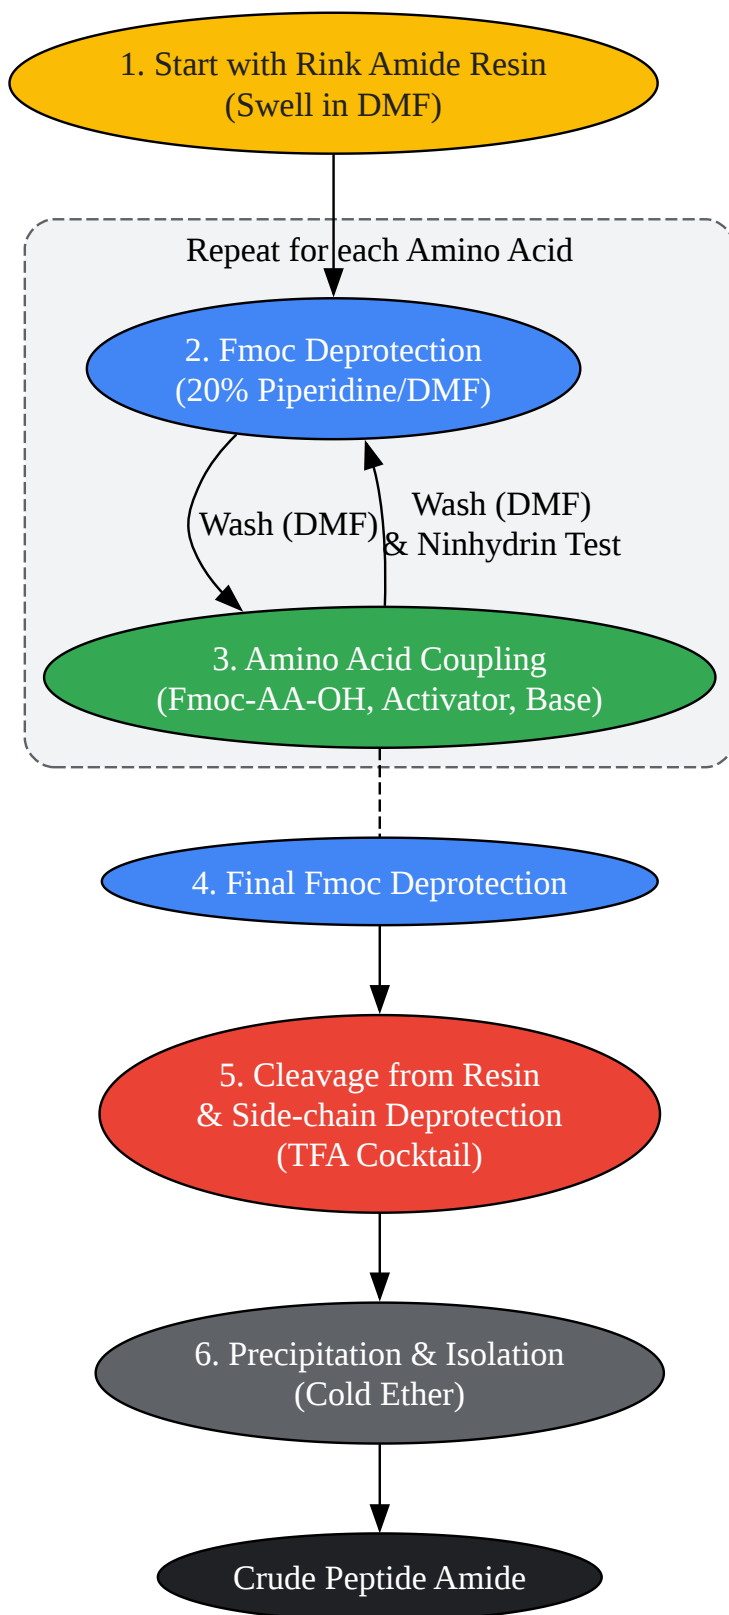 1. Start with Rink Amide Resin
(Swell in DMF)
Repeat for each Amino Acid
2. Fmoc Deprotection
(20% Piperidine/DMF)
Wash (DMF)
Wash (DMF)
& Ninhydrin Test
3. Amino Acid Coupling
(Fmoc-AA-OH, Activator, Base)
4. Final Fmoc Deprotection
5. Cleavage from Resin
& Side-chain Deprotection
(TFA Cocktail)
6. Precipitation & Isolation
(Cold Ether)
Crude Peptide Amide